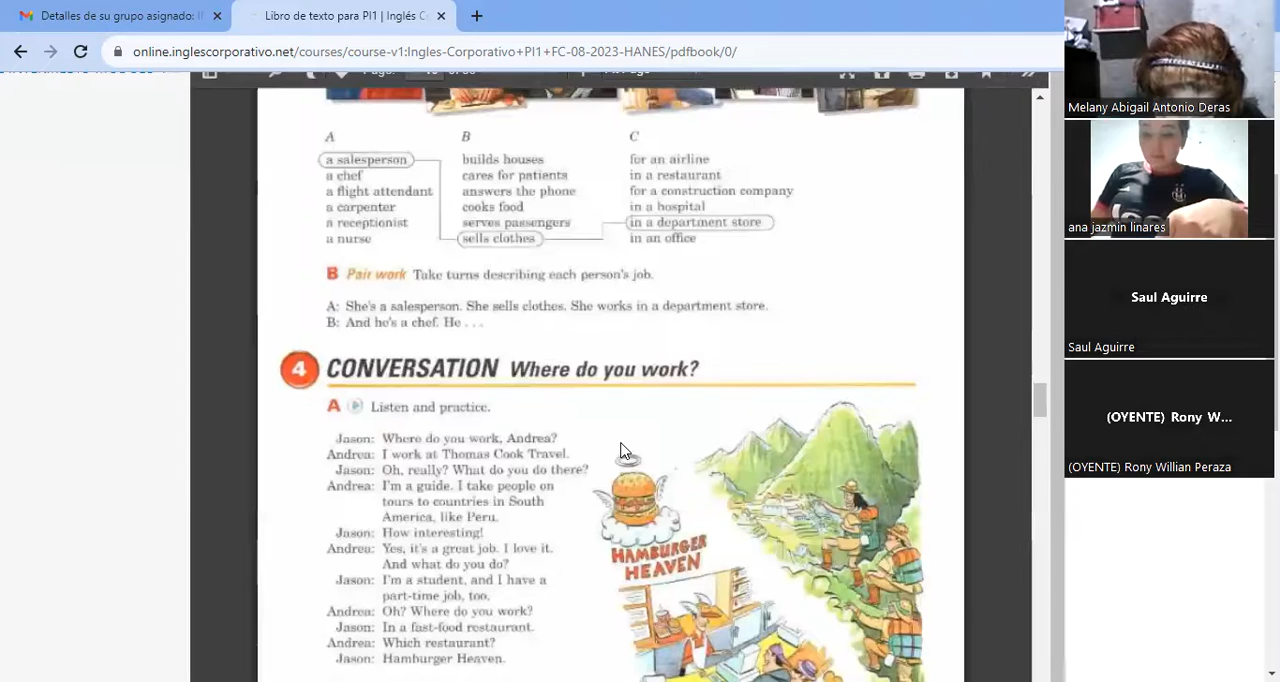 Detalles de su grupo asignado: I
Libro de texto para PI1 | Inglés C
online.inglescorporativo.net/courses/course-v1:Ingles-Corporativo+PI1+FC-08-2023-HANES/pdfbook/0/
A
B
C
a salesperson
builds houses
for an airline
a chef
cares for patients
in a restaurant
a flight attendant
answers the phone
for a construction company
a carpenter
cooks food
in a hospital
a receptionist
serves passengers
in a department store
a nurse
sells clothes
in an office
B Pair work Take turns describing each person's job.
A: She's a salesperson. She sells clothes. She works in a department store.
B: And he's a chef. He . . .
4 CONVERSATION Where do you work?
A Listen and practice.
Jason: Where do you work, Andrea?
Andrea: I work at Thomas Cook Travel.
Jason: Oh, really? What do you do there?
Andrea: I'm a guide. I take people on
tours to countries in South
America, like Peru.
Jason: How interesting!
Andrea: Yes, it's a great job. I love it.
And what do you do?
Jason: I'm a student, and I have a
part-time job, too.
Andrea: Oh? Where do you work?
Jason: In a fast-food restaurant.
Andrea: Which restaurant?
Jason: Hamburger Heaven.
HAMBURGER
HEAVEN
Melany Abigail Antonio Deras
ana jazmin linares
Saul Aguirre
Saul Aguirre
(OYENTE) Rony W...
(OYENTE) Rony Willian Peraza